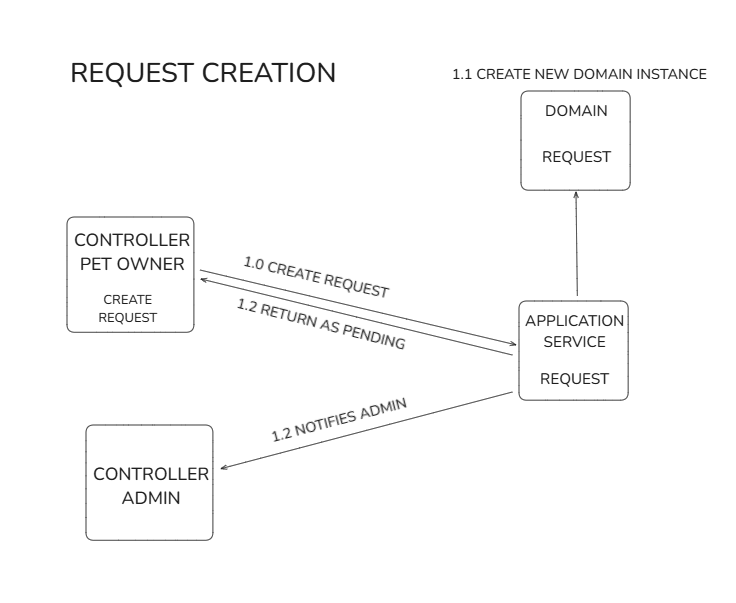 REQUEST CREATION
1.1 CREATE NEW DOMAIN INSTANCE
DOMAIN
REQUEST
CONTROLLER
PET OWNER
CREATE
REQUEST
1.0 CREATE REQUEST
1.2 RETURN AS PENDING
APPLICATION
SERVICE
REQUEST
1.2 NOTIFIES ADMIN
CONTROLLER
ADMIN